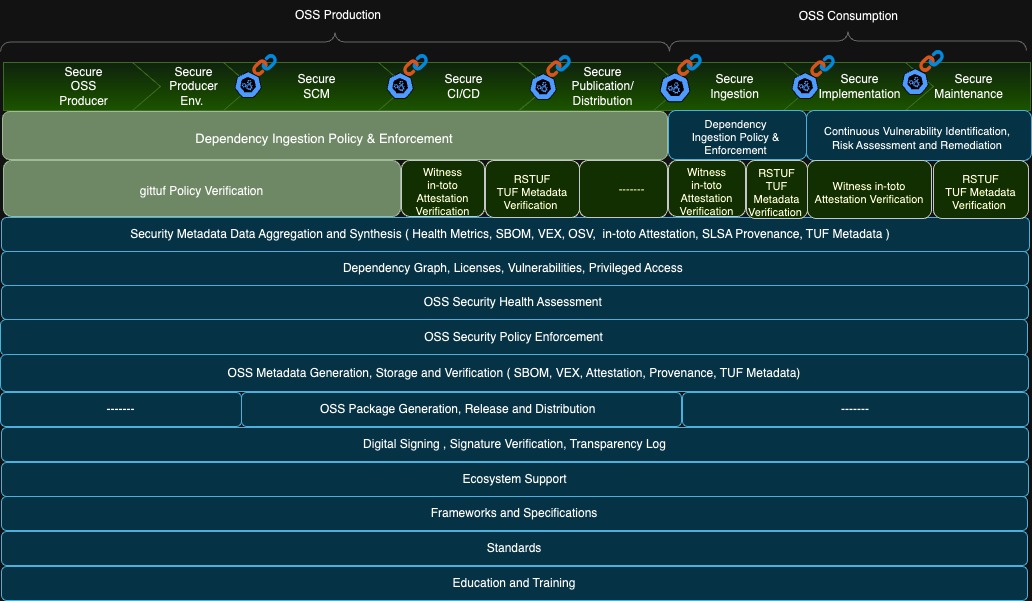 OSS Production
OSS Consumption
Secure
OSS
Producer
Secure
Producer
Env.
Secure
SCM
Secure
CI/CD
Secure
Publication/
Distribution
Secure
Ingestion
Secure
Implementation
Secure
Maintenance
Dependency Ingestion Policy & Enforcement
Dependency
Ingestion Policy &
Enforcement
Continuous Vulnerability Identification,
Risk Assessment and Remediation
gittuf Policy Verification
Witness
in-toto
Attestation
Verification
RSTUF
TUF Metadata
Verification
-------
Witness
in-toto
Attestation
Verification
RSTUF
TUF
Metadata
Verification
Witness in-toto
Attestation Verification
RSTUF
TUF Metadata
Verification
Security Metadata Data Aggregation and Synthesis ( Health Metrics, SBOM, VEX, OSV, in-toto Attestation, SLSA Provenance, TUF Metadata )
Dependency Graph, Licenses, Vulnerabilities, Privileged Access
OSS Security Health Assessment
OSS Security Policy Enforcement
OSS Metadata Generation, Storage and Verification ( SBOM, VEX, Attestation, Provenance, TUF Metadata)
-------
OSS Package Generation, Release and Distribution
-------
Digital Signing , Signature Verification, Transparency Log
Ecosystem Support
Frameworks and Specifications
Standards
Education and Training